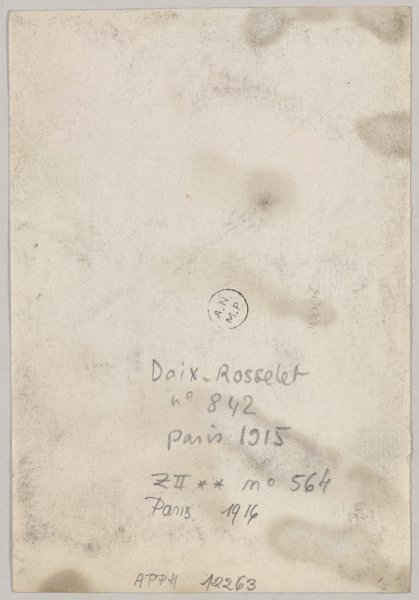 A.N.
M.P.
Daix-Rosselet
n° 842
Paris 1915
Z II ** n° 564
Paris 1916
APPH 12263